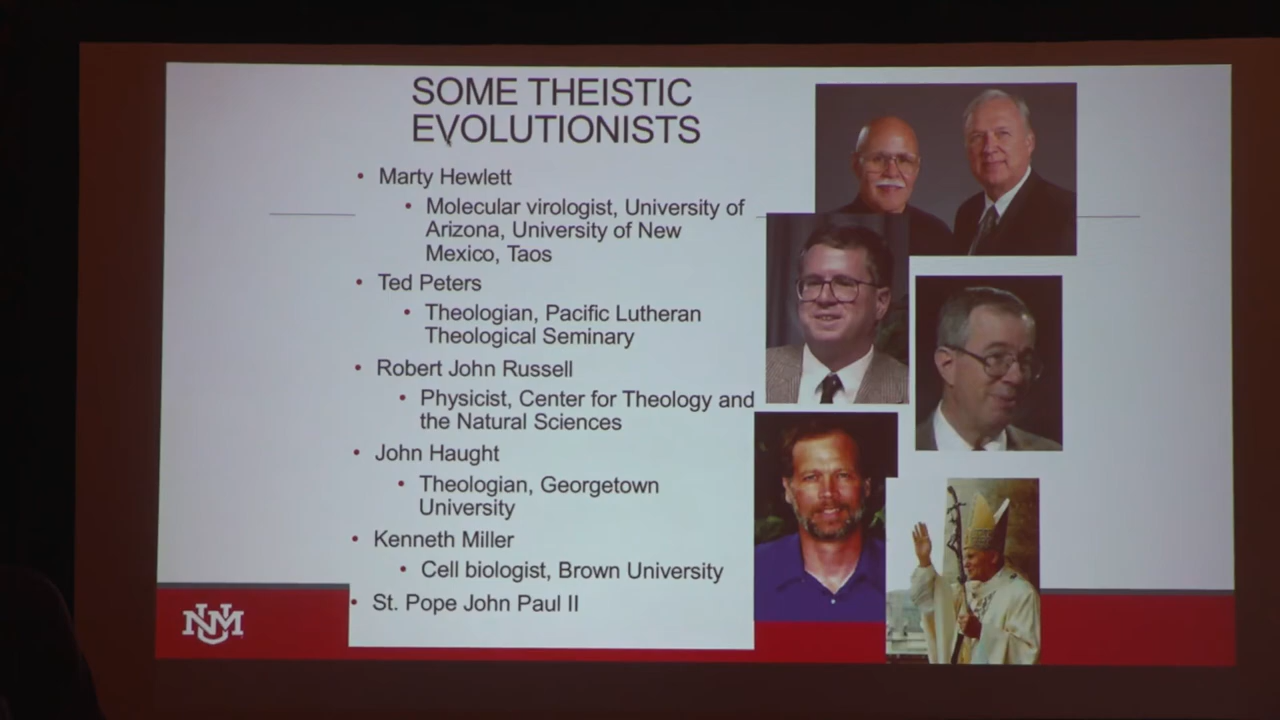 SOME THEISTIC
EVOLUTIONISTS
• Marty Hewlett
• Molecular virologist, University of
Arizona, University of New
Mexico, Taos
• Ted Peters
• Theologian, Pacific Lutheran
Theological Seminary
• Robert John Russell
• Physicist, Center for Theology and
the Natural Sciences
• John Haught
• Theologian, Georgetown
University
• Kenneth Miller
• Cell biologist, Brown University
• St. Pope John Paul II
UNM